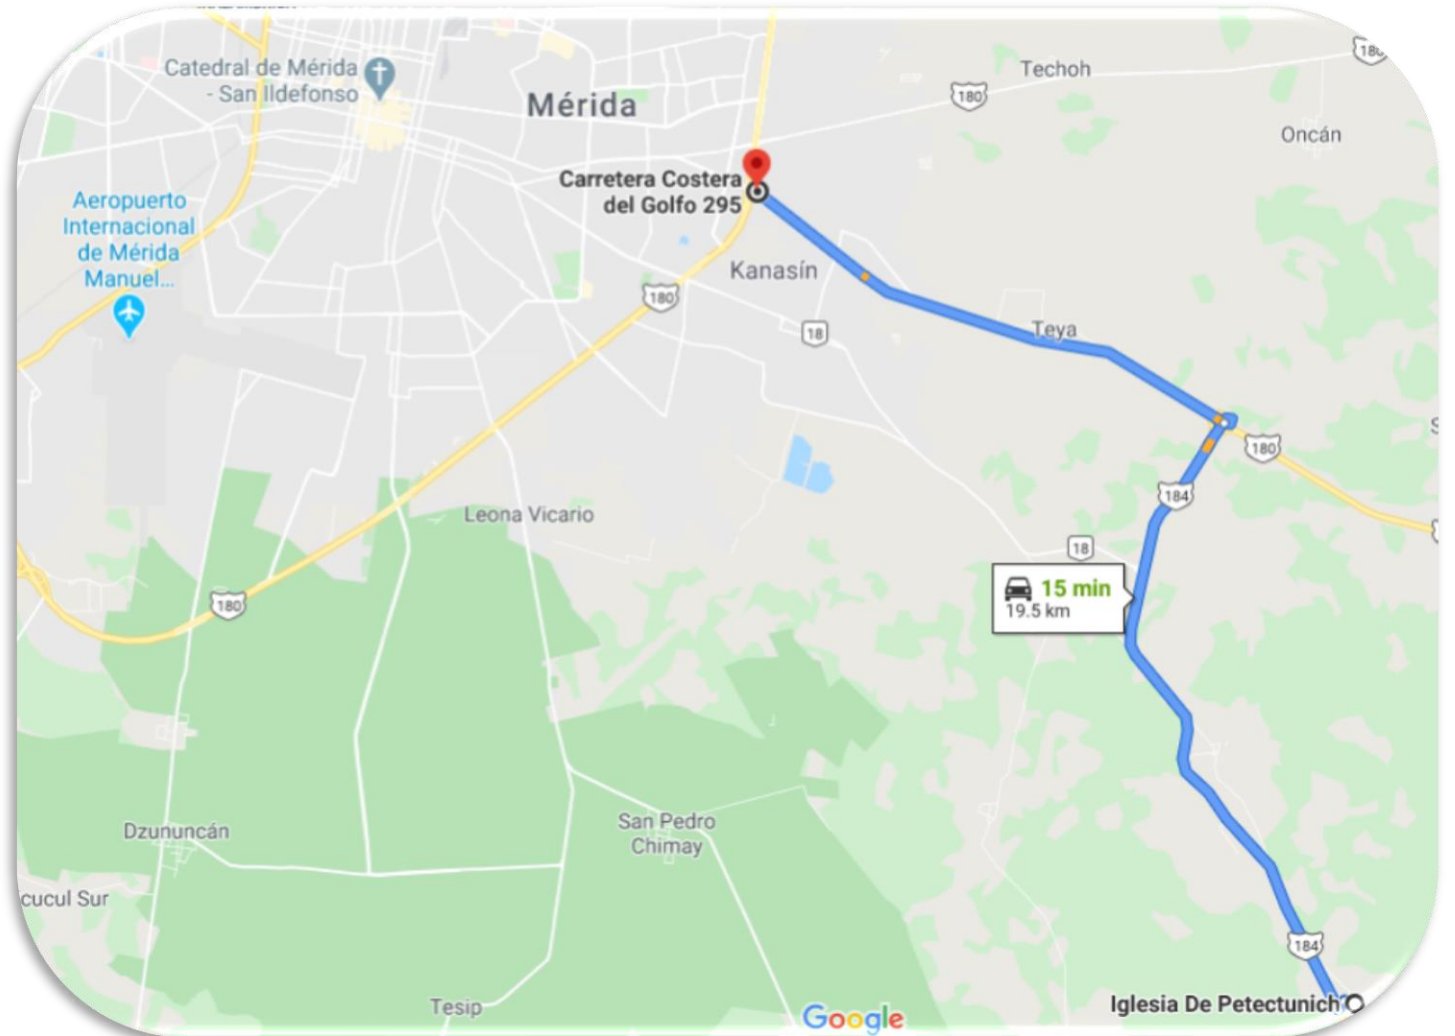 Catedral de Mérida
- San Ildefonso
Mérida
Techoh
180
180
Oncán
Carretera Costera
del Golfo 295
Aeropuerto
Internacional
de Mérida
Manuel...
Kanasín
180
18
Teya
180
184
Leona Vicario
18
15 min
19.5 km
180
San Pedro
Chimay
Dzununcán
cucul Sur
184
Tesip
Iglesia De Petectunich
Google